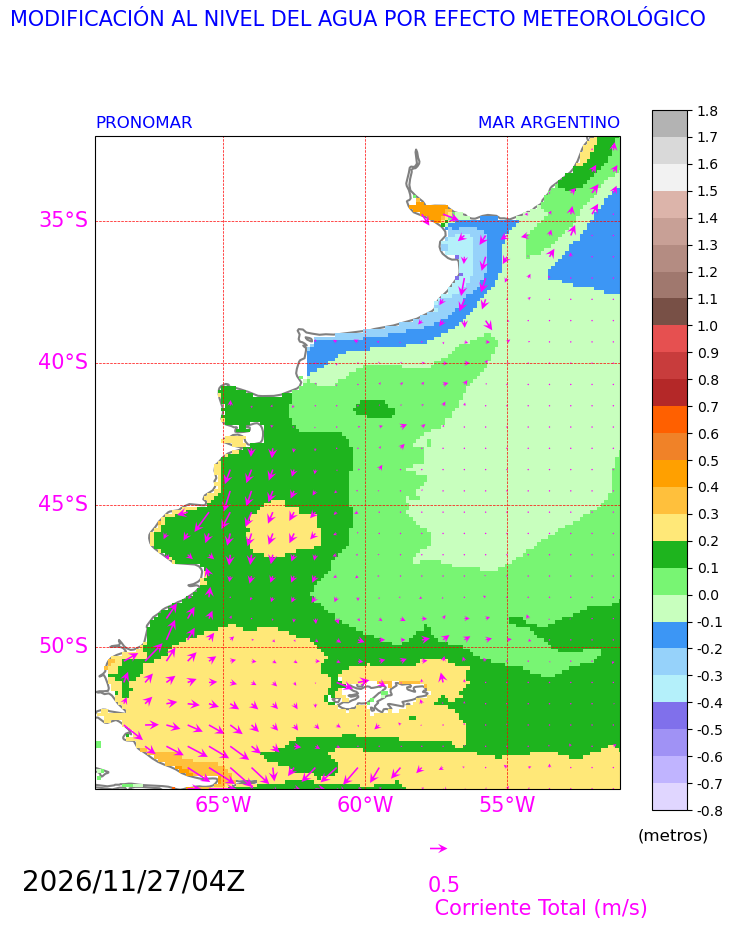 MODIFICACIÓN AL NIVEL DEL AGUA POR EFECTO METEOROLÓGICO
PRONOMAR
MAR ARGENTINO
35°S
40°S
45°S
50°S
65°W
60°W
55°W
1.8
1.7
1.6
1.5
1.4
1.3
1.2
1.1
1.0
0.9
0.8
0.7
0.6
0.5
0.4
0.3
0.2
0.1
0.0
-0.1
-0.2
-0.3
-0.4
-0.5
-0.6
-0.7
-0.8
(metros)
2026/11/27/04Z
0.5
Corriente Total (m/s)